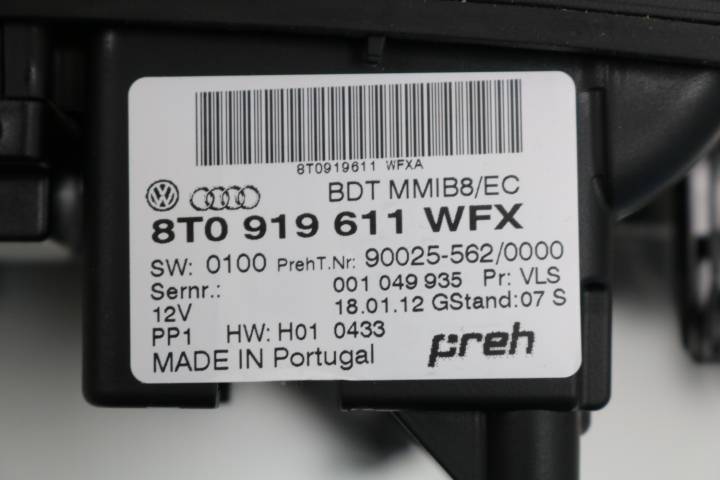 8T0919611 WFXA
BDT MMIB8/EC
8T0 919 611 WFX
SW: 0100 PrehT.Nr: 90025-562/0000
Sernr.: 001 049 935 Pr: VLS
12V 18.01.12 GStand:07 S
PP1 HW: H01 0433
MADE IN Portugal preh